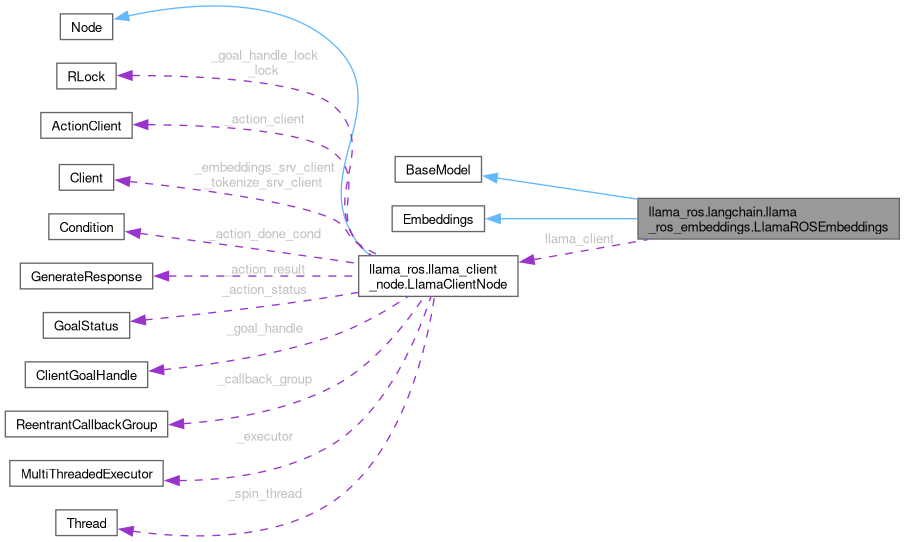 Node
_goal_handle_lock
_lock
RLock
_action_client
ActionClient
_embeddings_srv_client
_tokenize_srv_client
Client
BaseModel
llama_ros.langchain.llama
_ros_embeddings.LlamaROSEmbeddings
Embeddings
Condition
_action_done_cond
llama_client
llama_ros.llama_client
_node.LlamaClientNode
GenerateResponse
action_result
_action_status
GoalStatus
_goal_handle
ClientGoalHandle
_callback_group
ReentrantCallbackGroup
_executor
MultiThreadedExecutor
_spin_thread
Thread